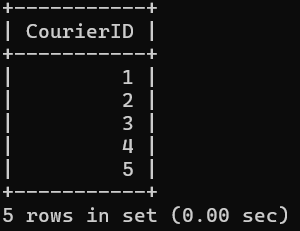 +-----------+
| CourierID |
+-----------+
|         1 |
|         2 |
|         3 |
|         4 |
|         5 |
+-----------+
5 rows in set (0.00 sec)